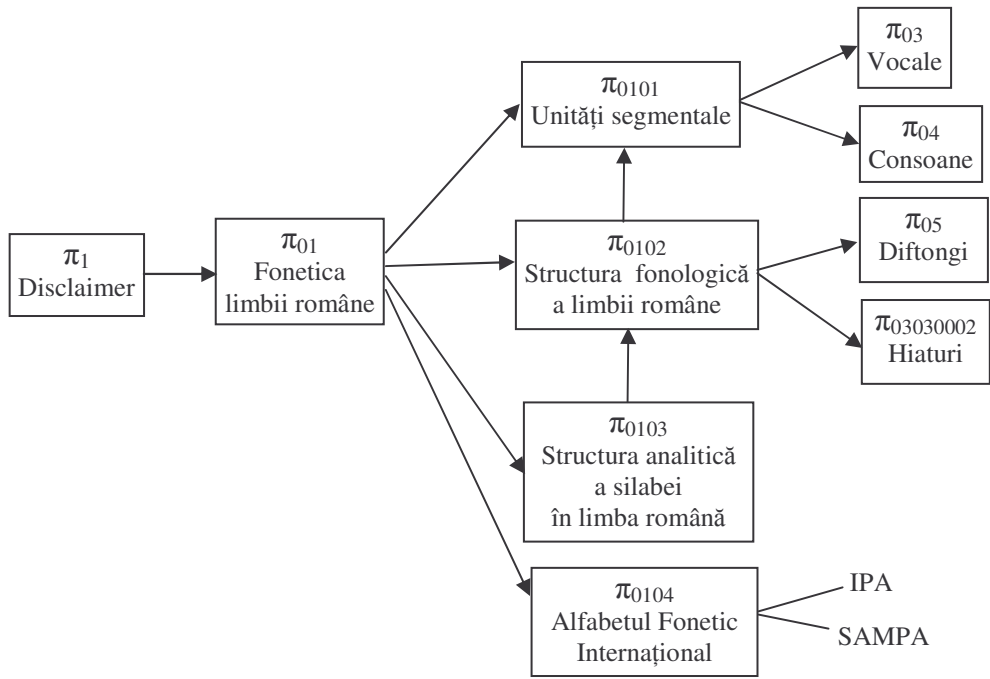 π1
Disclaimer
π01
Fonetica
limbii române
π0101
Unități segmentale
π0102
Structura fonologică
a limbii române
π0103
Structura analitică
a silabei
în limba română
π0104
Alfabetul Fonetic
Internațional
π03
Vocale
π04
Consoane
π05
Diftongi
π03030002
Hiaturi
IPA
SAMPA